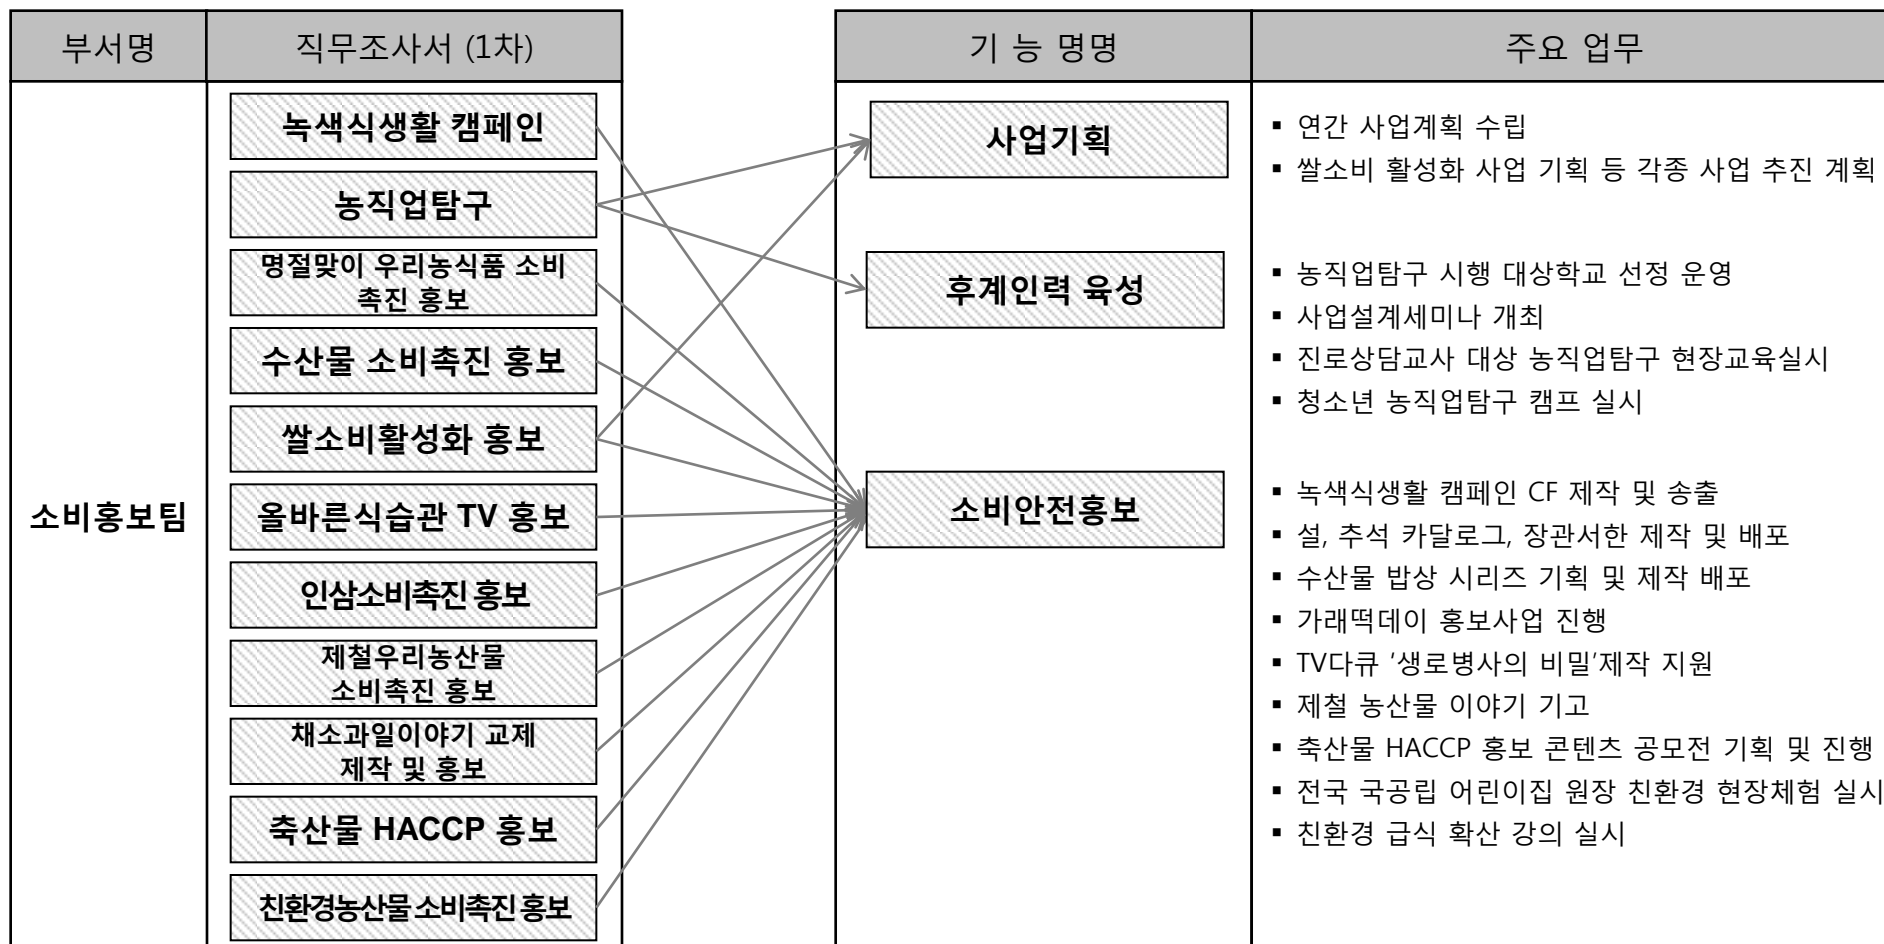 부서명
직무조사서 (1차)
기 능 명명
주요 업무
소비홍보팀
녹색식생활 캠페인
농직업탐구
명절맞이 우리농식품 소비
촉진 홍보
수산물 소비촉진 홍보
쌀소비활성화 홍보
올바른식습관 TV 홍보
인삼소비촉진 홍보
제철우리농산물
소비촉진 홍보
채소과일이야기 교제
제작 및 홍보
축산물 HACCP 홍보
친환경농산물 소비촉진 홍보
사업기획
▪ 연간 사업계획 수립
▪ 쌀소비 활성화 사업 기획 등 각종 사업 추진 계획
후계인력 육성
▪ 농직업탐구 시행 대상학교 선정 운영
▪ 사업설계세미나 개최
▪ 진로상담교사 대상 농직업탐구 현장교육실시
▪ 청소년 농직업탐구 캠프 실시
소비안전홍보
▪ 녹색식생활 캠페인 CF 제작 및 송출
▪ 설, 추석 카달로그, 장관서한 제작 및 배포
▪ 수산물 밥상 시리즈 기획 및 제작 배포
▪ 가래떡데이 홍보사업 진행
▪ TV다큐 ‘생로병사의 비밀’제작 지원
▪ 제철 농산물 이야기 기고
▪ 축산물 HACCP 홍보 콘텐츠 공모전 기획 및 진행
▪ 전국 국공립 어린이집 원장 친환경 현장체험 실시
▪ 친환경 급식 확산 강의 실시